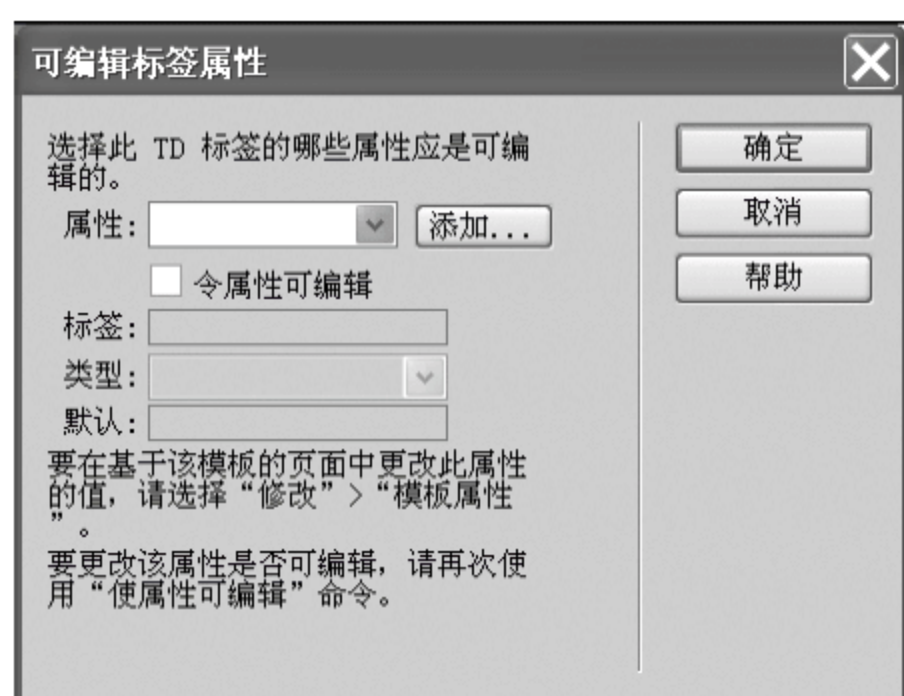 可编辑标签属性
选择此 TD 标签的哪些属性应是可编
辑的。
属性:
添加...
令属性可编辑
标签:
类型:
默认:
要在基于该模板的页面中更改此属性
的值，请选择“修改”>“模板属性
”。
要更改该属性是否可编辑，请再次使
用“使属性可编辑”命令。
确定
取消
帮助